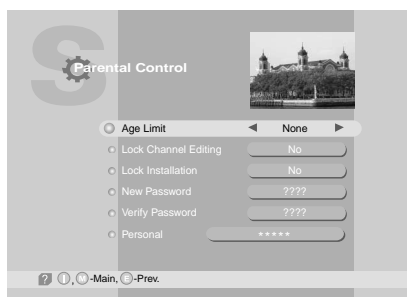 S
Parental Control
Age Limit ◀ None ▶
Lock Channel Editing No
Lock Installation No
New Password ????
Verify Password ????
Personal *****
? , M -Main, -Prev.